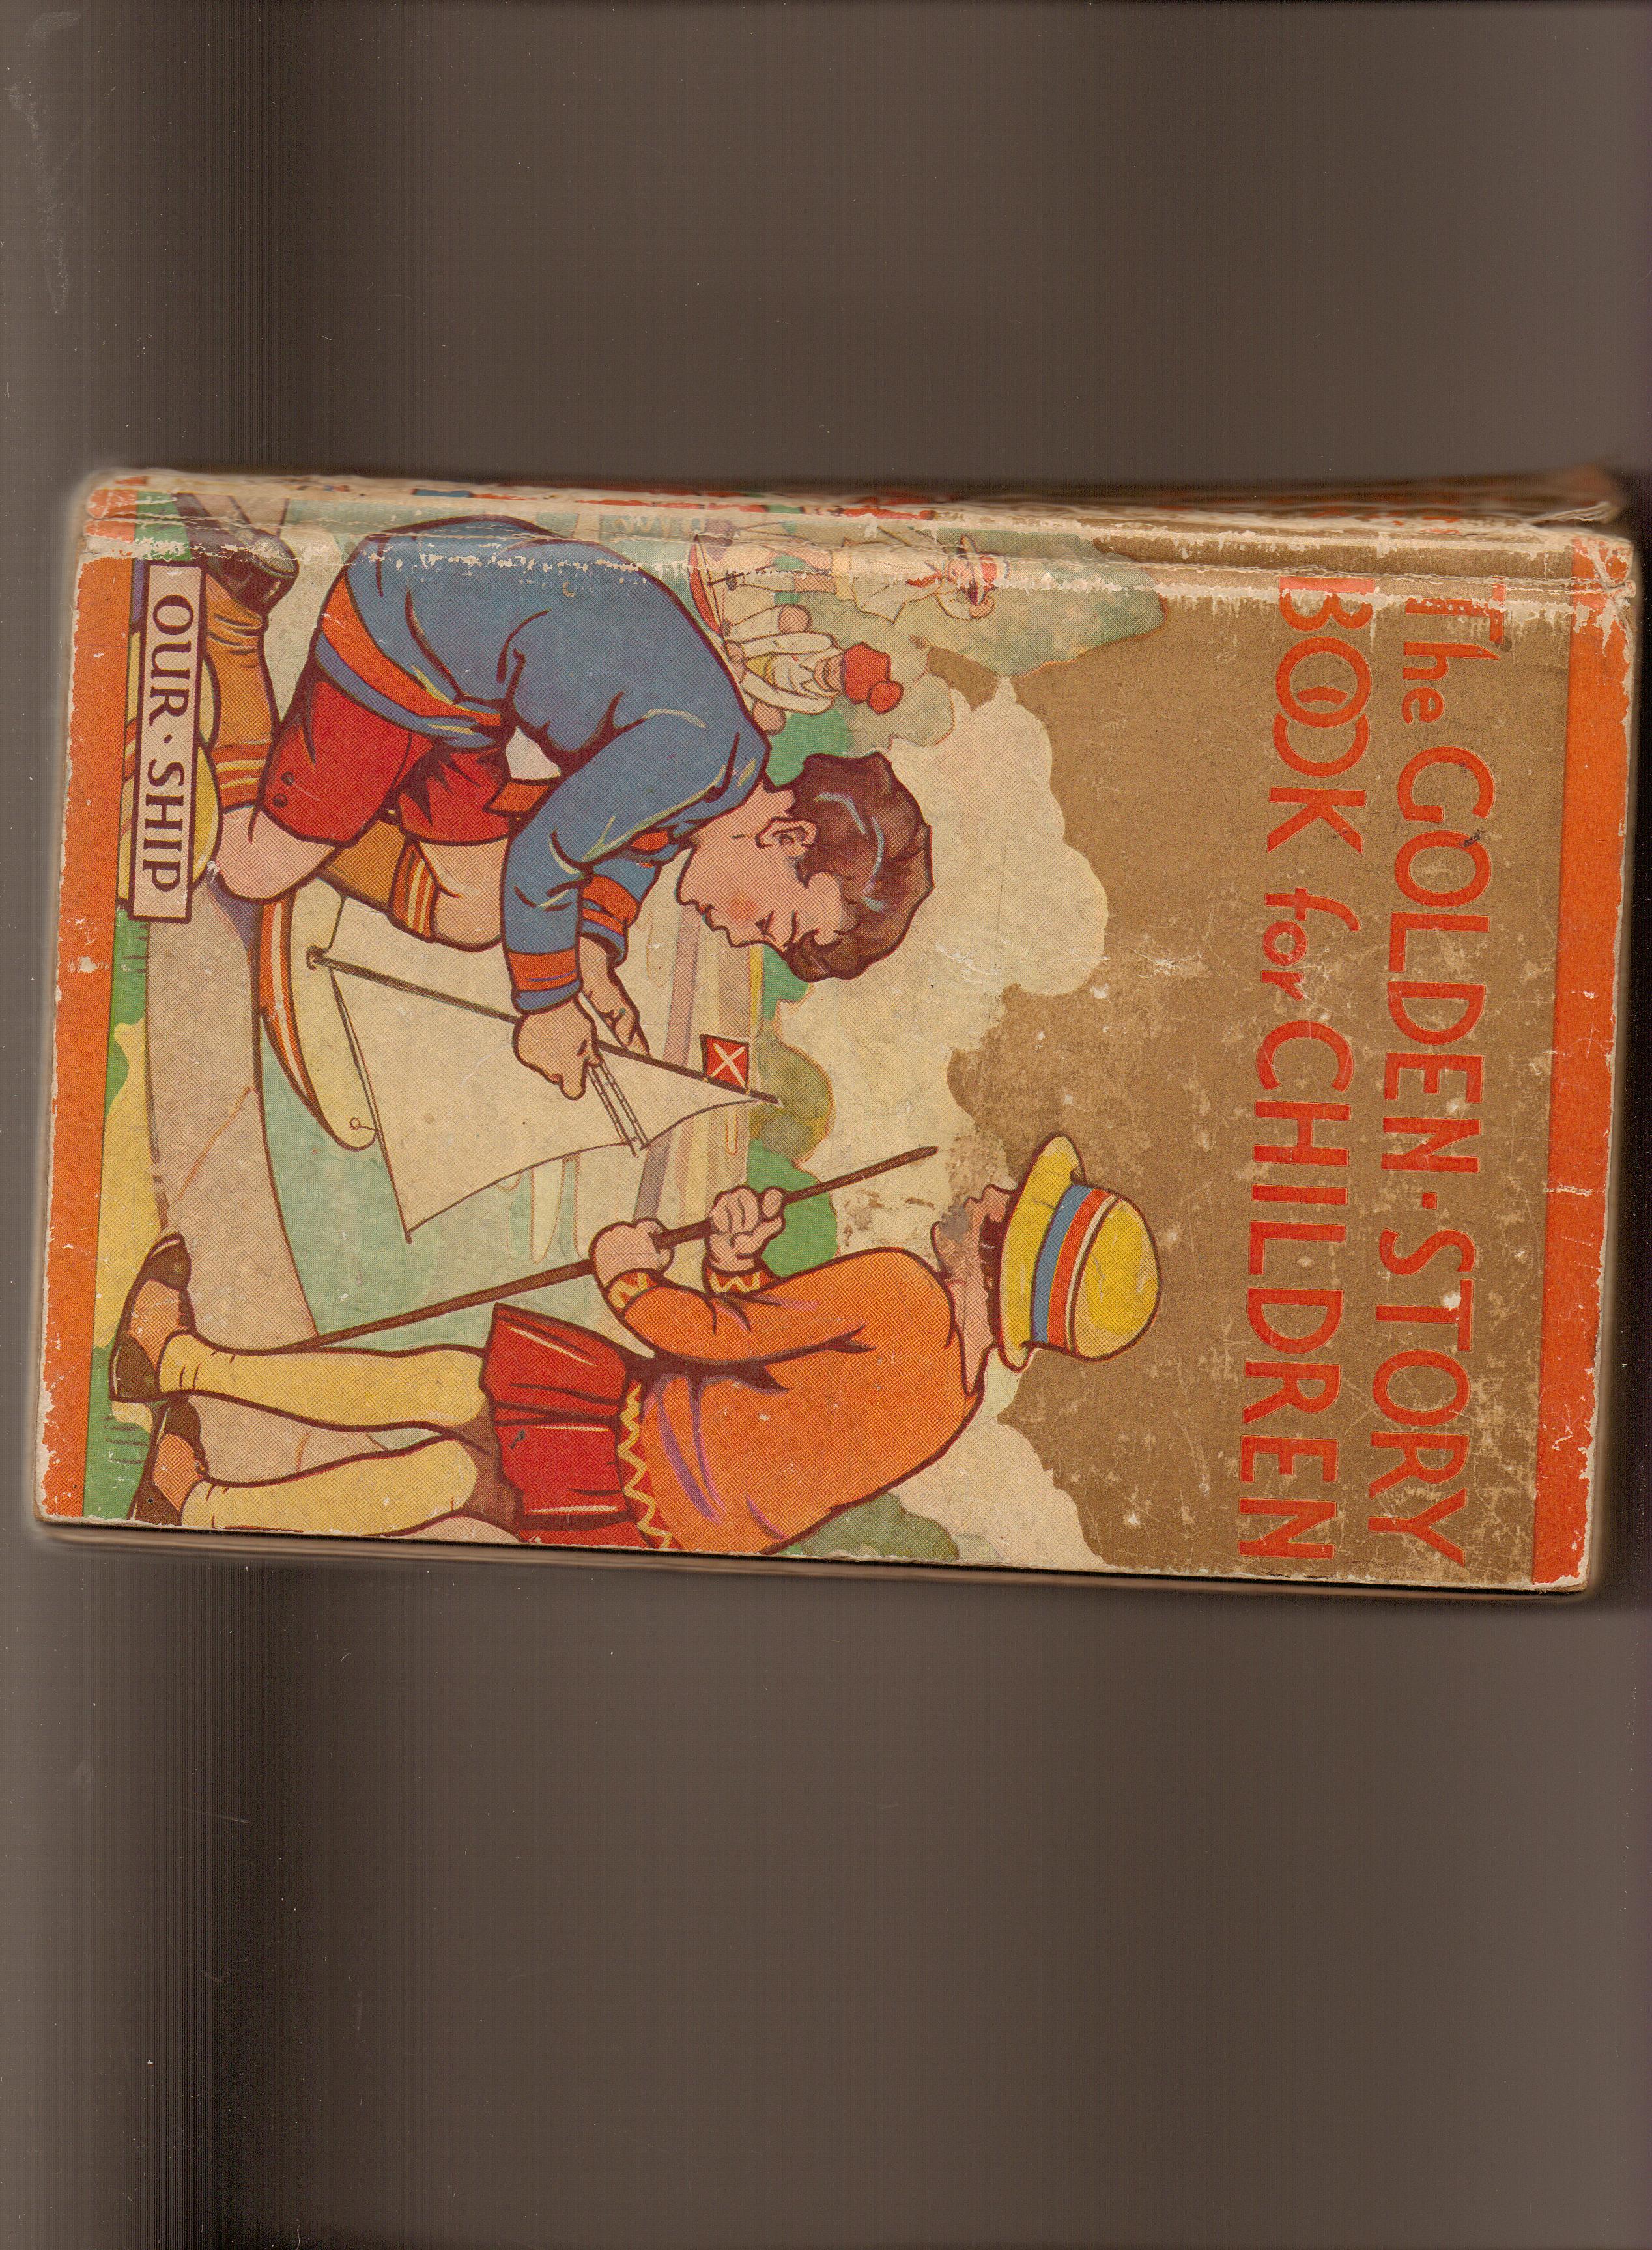 The GOLDEN·STORY
BOOK for CHILDREN
OUR·SHIP